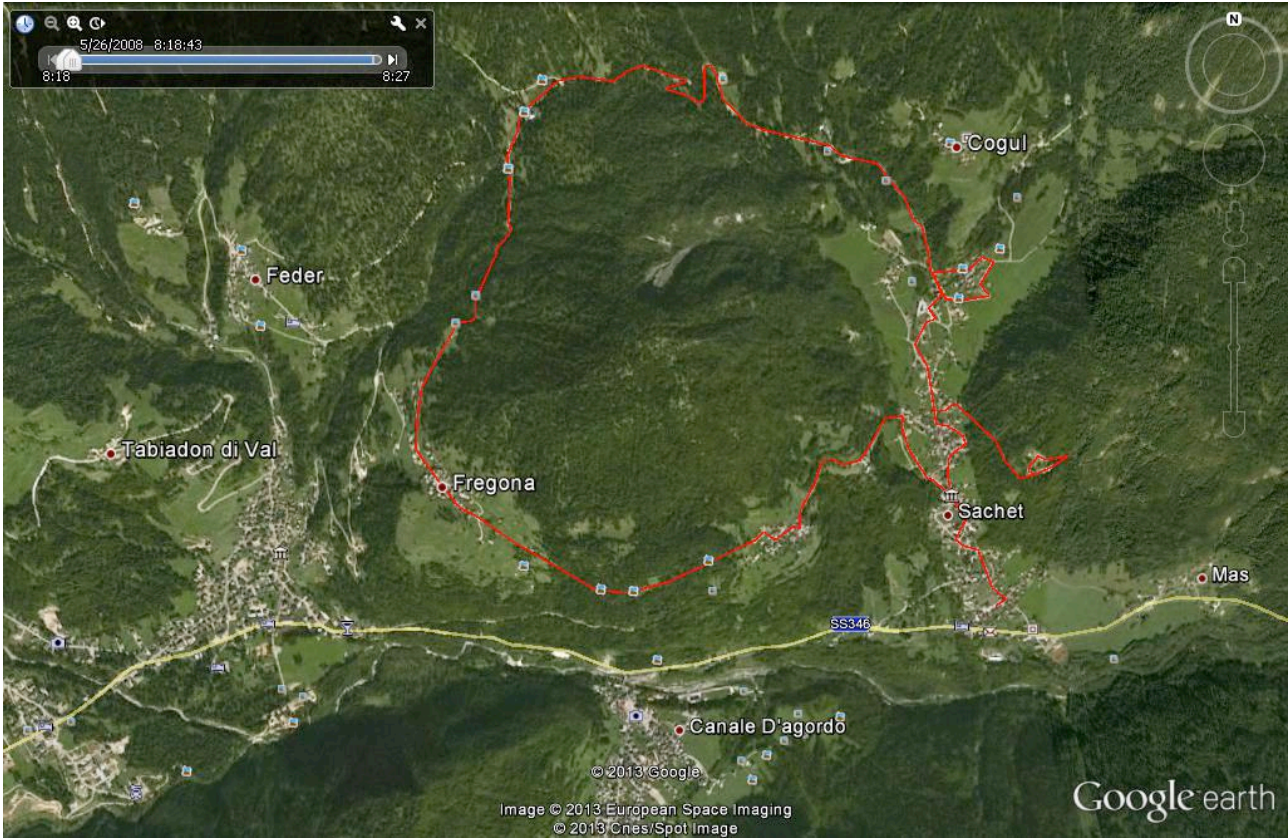 5/26/2008 8:18:43
8:18
8:27
N
Cogul
Feder
Tabiadon di Val
Fregona
Sachet
Mas
SS346
Canale D'agordo
© 2013 Google
Image © 2013 European Space Imaging
© 2013 Cnes/Spot Image
Google earth